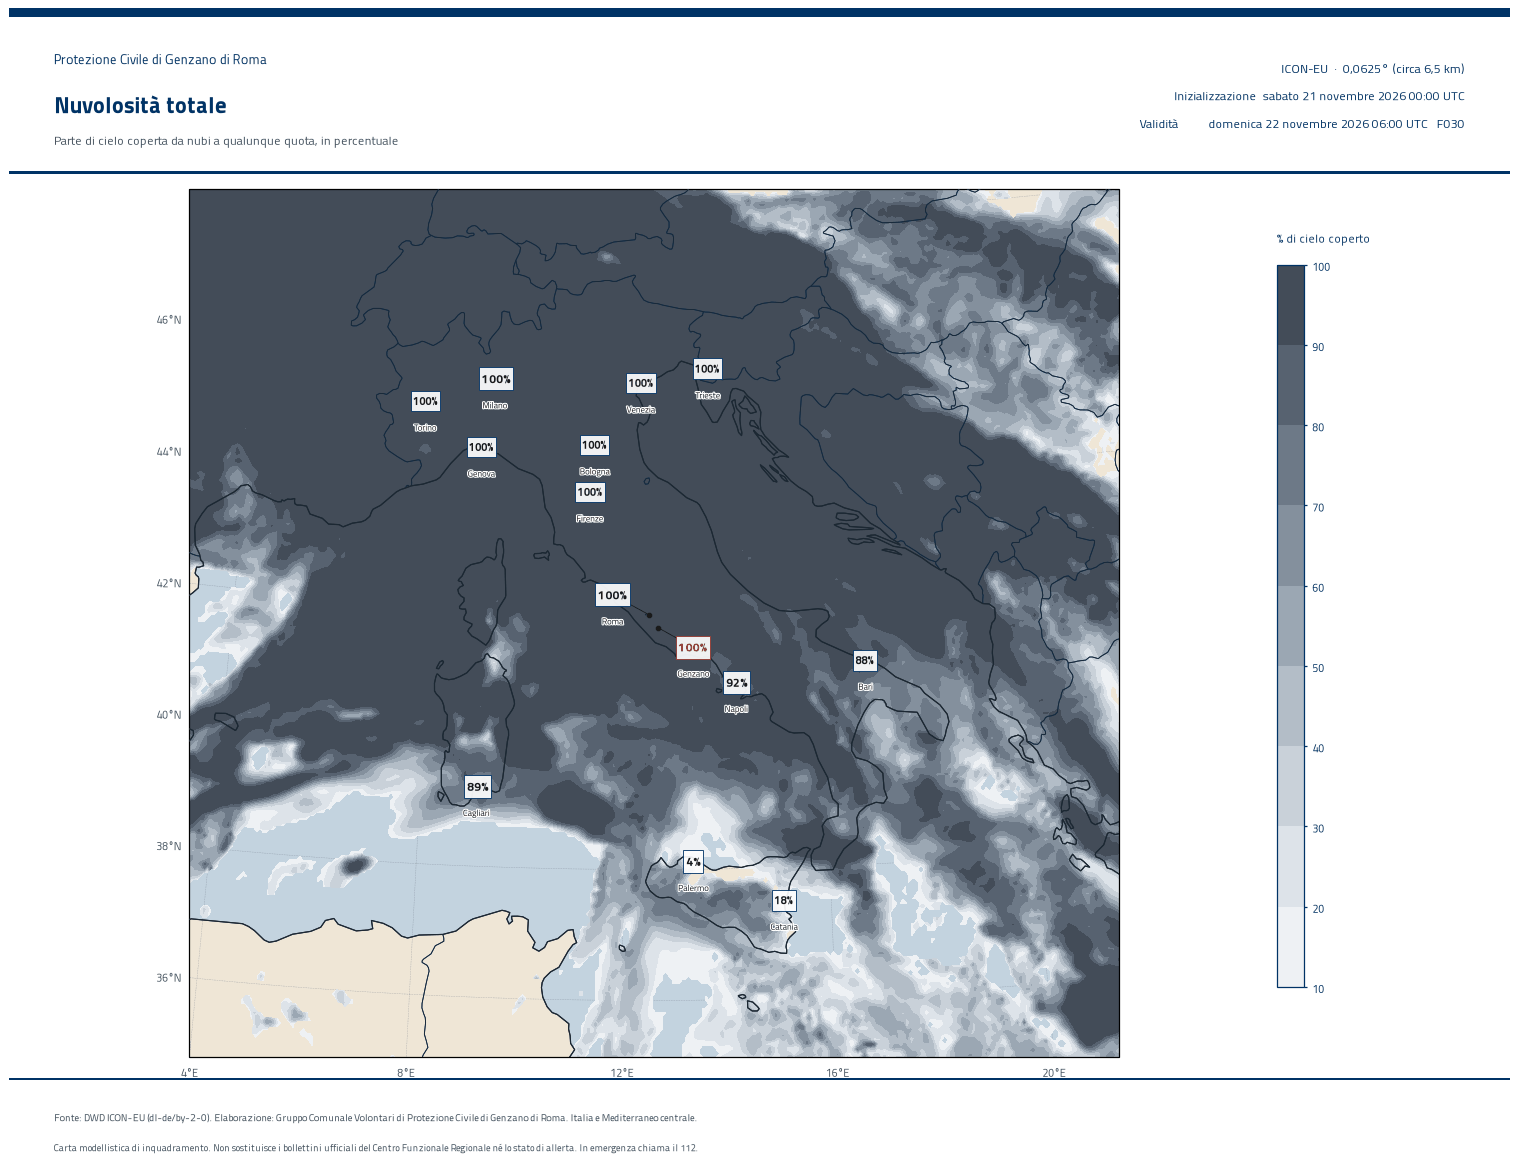 Protezione Civile di Genzano di Roma
Nuvolosità totale
Parte di cielo coperta da nubi a qualunque quota, in percentuale
ICON-EU · 0,0625° (circa 6,5 km)
Inizializzazione sabato 21 novembre 2026 00:00 UTC
Validità domenica 22 novembre 2026 06:00 UTC F030
% di cielo coperto
100
90
80
70
60
50
40
30
20
10
46°N
44°N
42°N
40°N
38°N
36°N
4°E
8°E
12°E
16°E
20°E
100%
Torino
100%
Milano
100%
Venezia
100%
Trieste
100%
Genova
100%
Bologna
100%
Firenze
100%
Roma
100%
Genzano
92%
Napoli
88%
Bari
89%
Cagliari
4%
Palermo
18%
Catania
Fonte: DWD ICON-EU (dl-de/by-2-0). Elaborazione: Gruppo Comunale Volontari di Protezione Civile di Genzano di Roma. Italia e Mediterraneo centrale.
Carta modellistica di inquadramento. Non sostituisce i bollettini ufficiali del Centro Funzionale Regionale né lo stato di allerta. In emergenza chiama il 112.